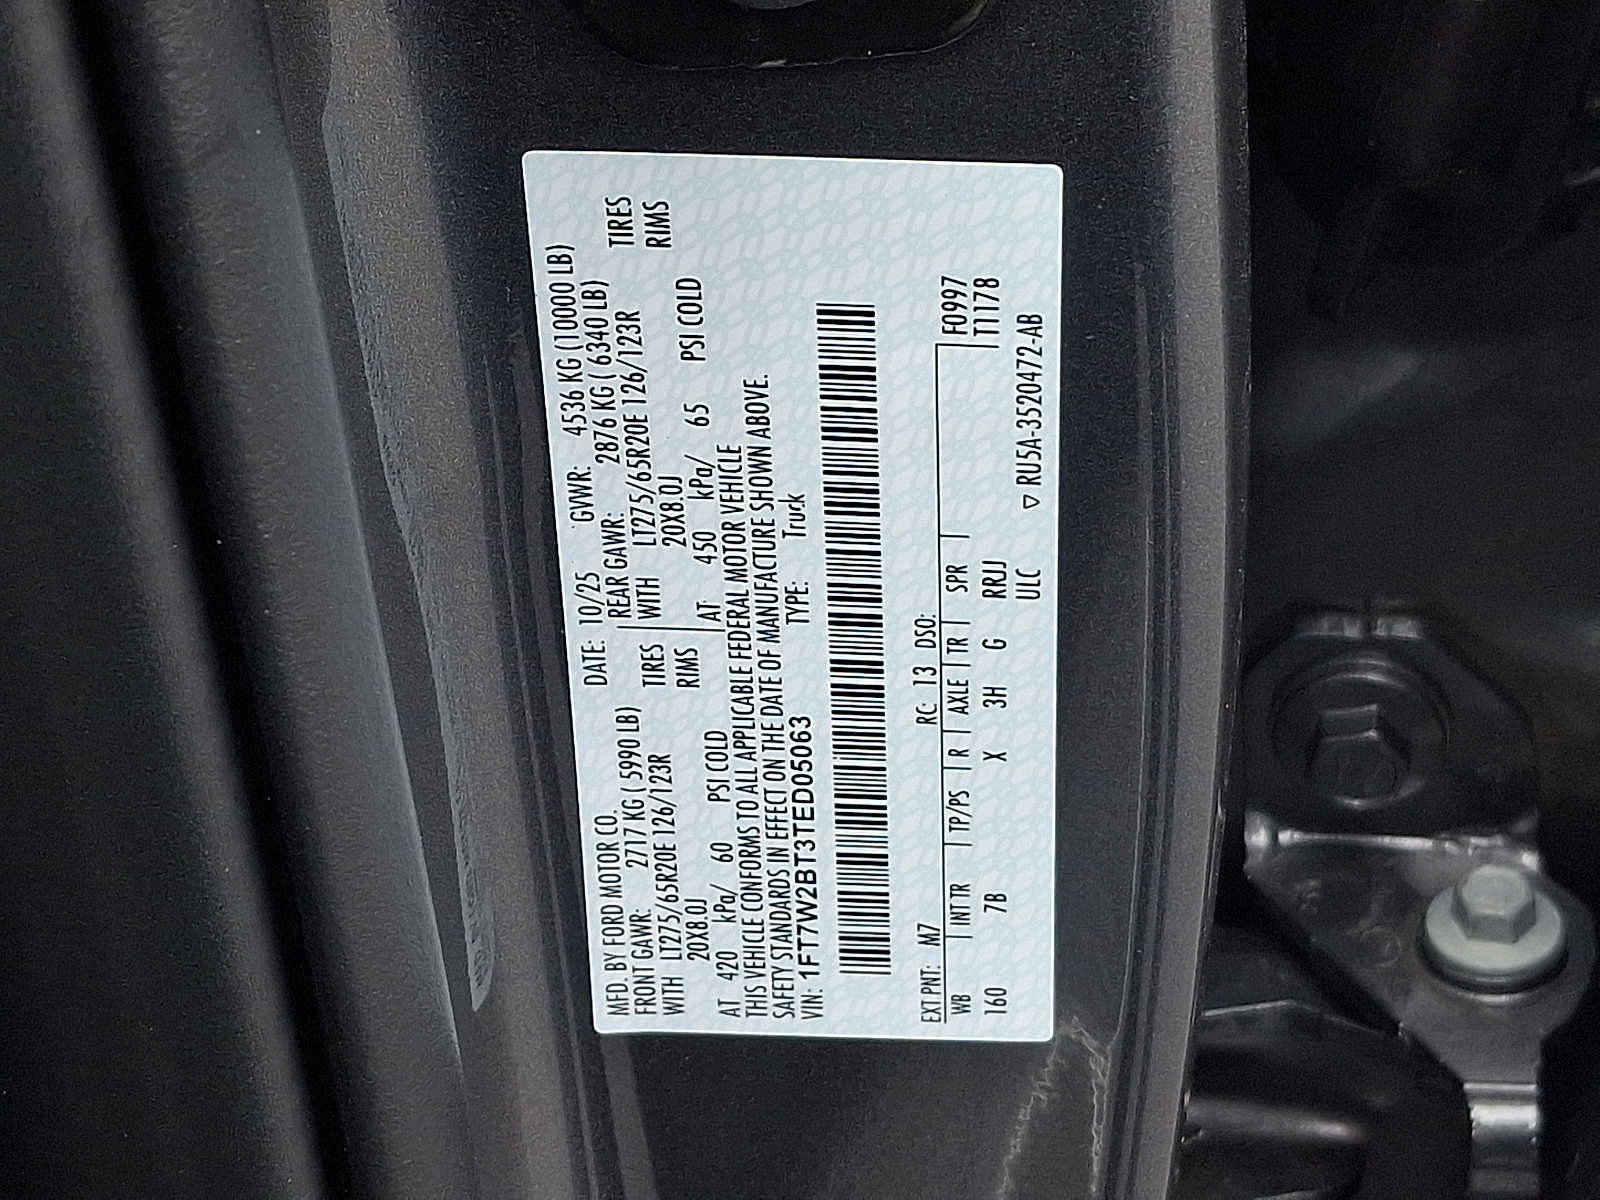 MFD. BY FORD MOTOR CO. DATE: 10/25 GVWR: 4536 KG (10000 LB)
FRONT GAWR: 2717 KG ( 5990 LB) REAR GAWR: 2876 KG ( 6340 LB)
WITH LT275/65R20E 126/123R TIRES WITH LT275/65R20E 126/123R TIRES
20X8.0J RIMS 20X8.0J RIMS
AT 420 kPa/ 60 PSI COLD AT 450 kPa/ 65 PSI COLD
THIS VEHICLE CONFORMS TO ALL APPLICABLE FEDERAL MOTOR VEHICLE
SAFETY STANDARDS IN EFFECT ON THE DATE OF MANUFACTURE SHOWN ABOVE.
VIN: 1FT7W2BT3TED05063 TYPE: Truck
EXT PNT: M7 RC: 13 DSO: F0997
WB | INT TR | TP/PS | R | AXLE | TR | SPR | T1178
160 7B X 3H G RRJJ
ULC ▽ RU5A-3520472-AB